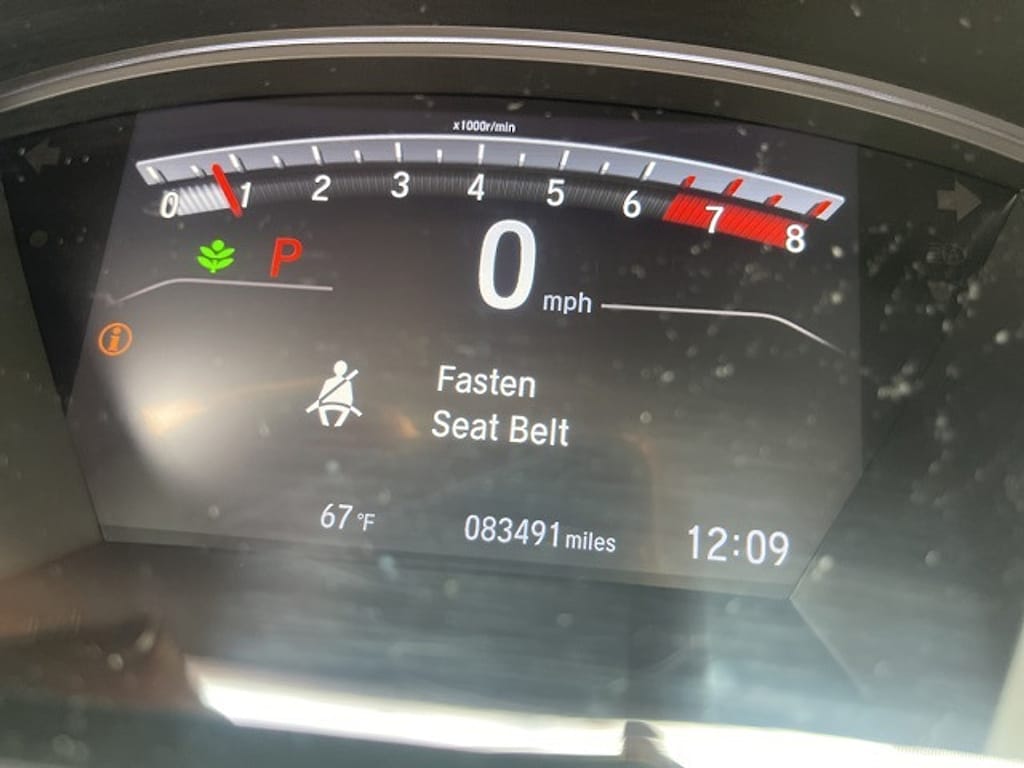 x1000r/min
0 1 2 3 4 5 6 7 8
P
0 mph
i
Fasten
Seat Belt
67°F 083491 miles 12:09